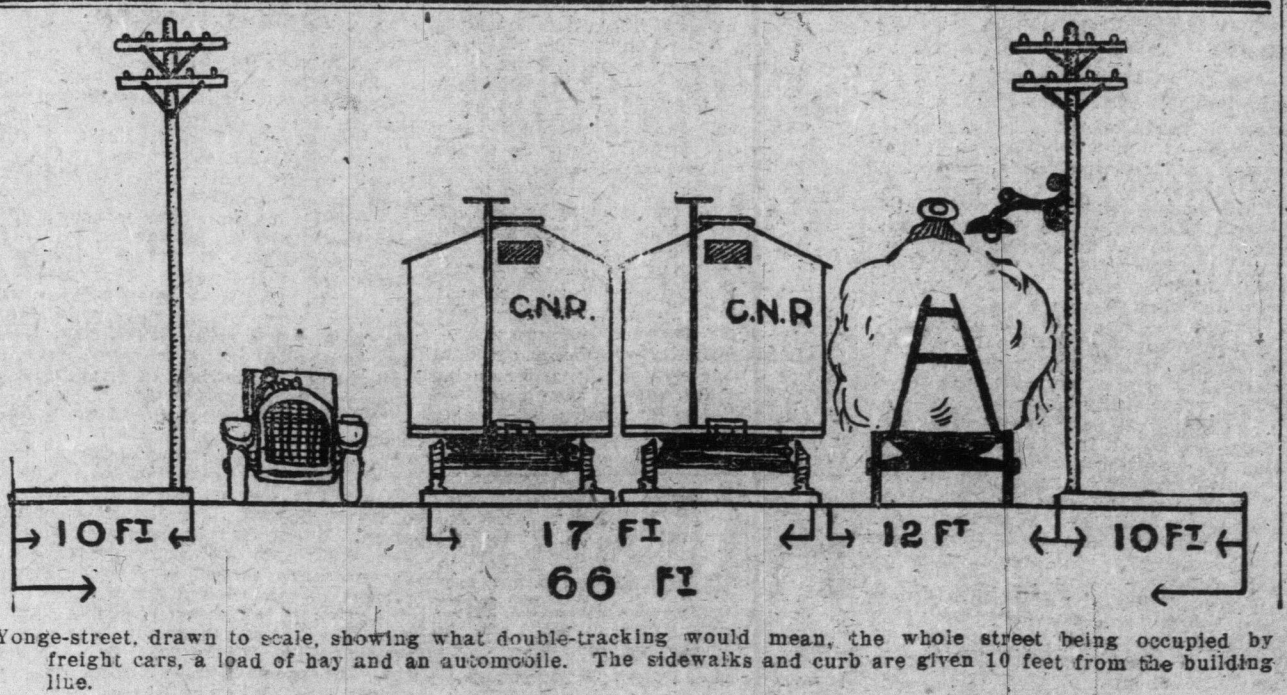 C.N.R.
C.N.R
10 FT
17 FT
12 FT
10 FT
66 FT
Yonge-street, drawn to scale, showing what double-tracking would mean, the whole street being occupied by
freight cars, a load of hay and an automobile. The sidewalks and curb are given 10 feet from the building
line.